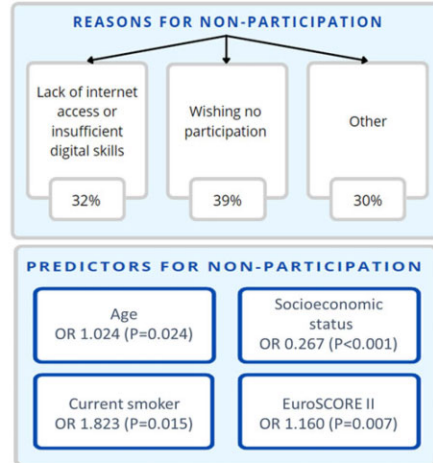 REASONS FOR NON-PARTICIPATION
Lack of internet
access or
insufficient
digital skills
32%
Wishing no
participation
39%
Other
30%
PREDICTORS FOR NON-PARTICIPATION
Age
OR 1.024 (P=0.024)
Socioeconomic
status
OR 0.267 (P<0.001)
Current smoker
OR 1.823 (P=0.015)
EuroSCORE II
OR 1.160 (P=0.007)